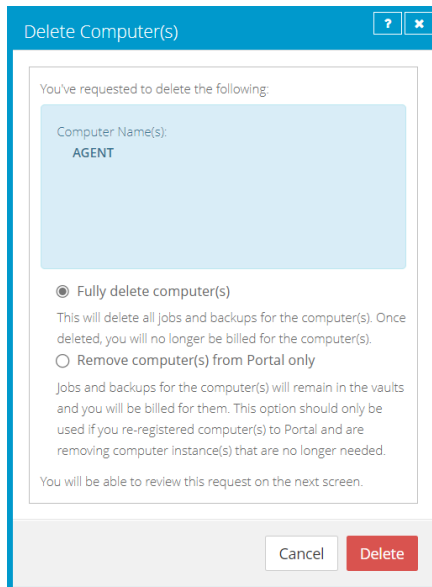 Delete Computer(s)
?
You've requested to delete the following:
Computer Name(s):
AGENT
Fully delete computer(s)
This will delete all jobs and backups for the computer(s). Once
deleted, you will no longer be billed for the computer(s).
Remove computer(s) from Portal only
Jobs and backups for the computer(s) will remain in the vaults
and you will be billed for them. This option should only be
used if you re-registered computer(s) to Portal and are
removing computer instance(s) that are no longer needed.
You will be able to review this request on the next screen.
Cancel Delete